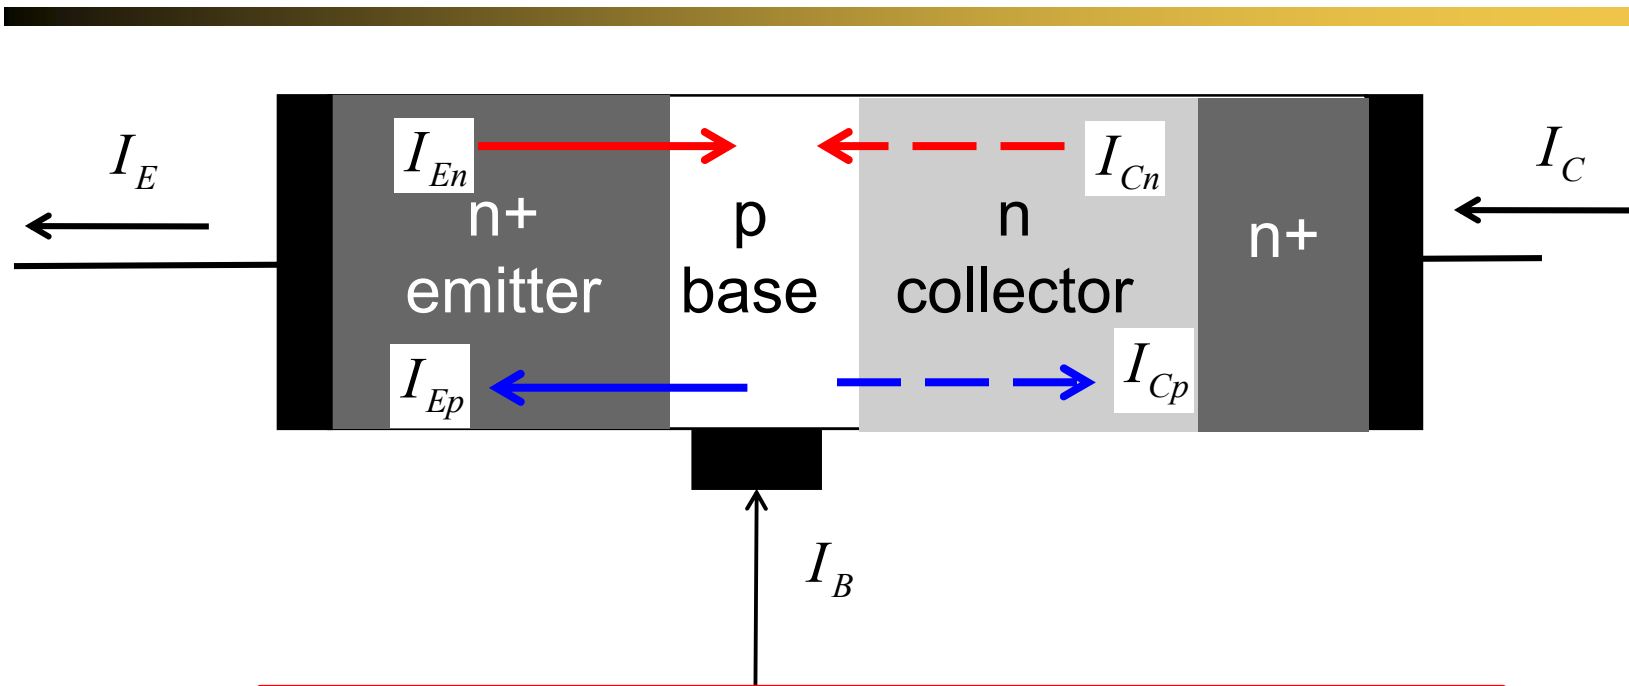 I_E
I_En
I_Cn
I_C
n+
emitter
p
base
n
collector
n+
I_Ep
I_Cp
I_B